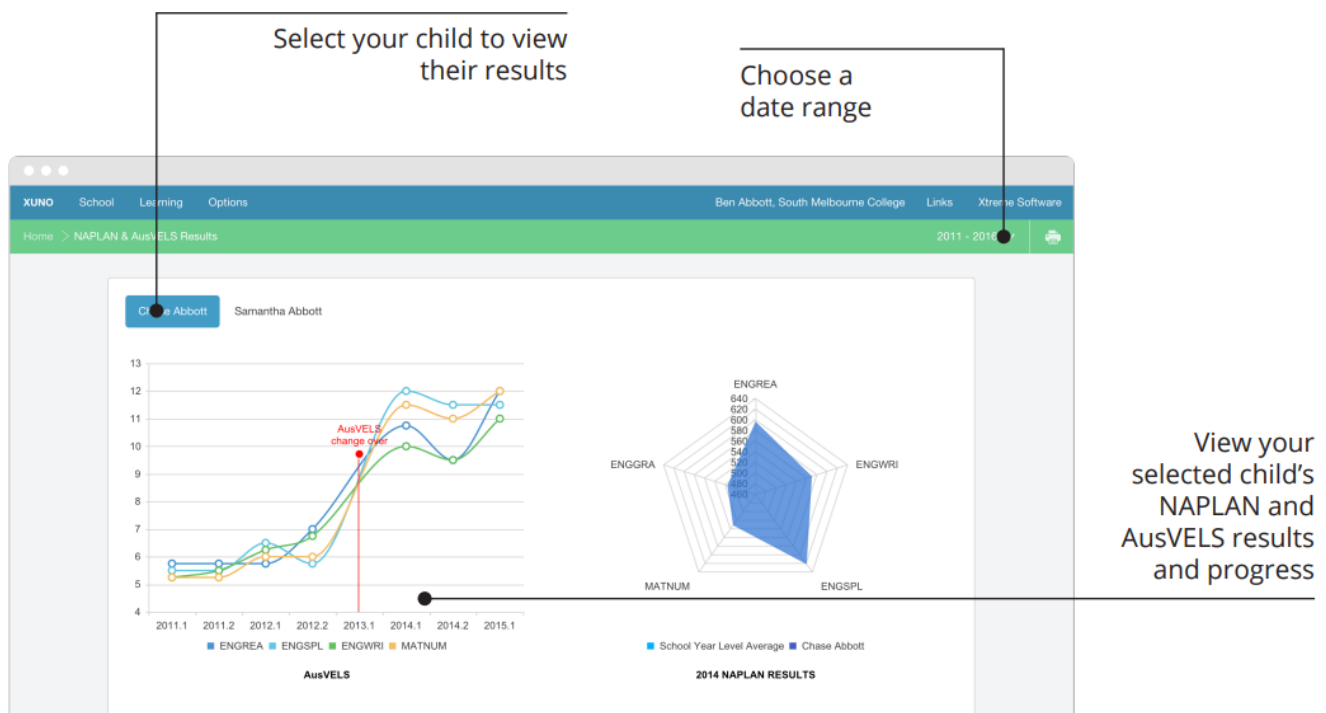 Select your child to view
their results
Choose a
date range
XUNO School Learning Options Ben Abbott, South Melbourne College Links Xtreme Software
Home > NAPLAN & AusVELS Results 2011 - 2016
Chase Abbott Samantha Abbott
13
12
11
10
9
8
7
6
5
4
AusVELS
change over
2011.1 2011.2 2012.1 2012.2 2013.1 2014.1 2014.2 2015.1
ENGREA ENGSPL ENGWRI MATNUM
AusVELS
ENGREA
640
620
600
580
560
540
520
500
480
460
ENGGRA
ENGWRI
MATNUM
ENGSPL
School Year Level Average Chase Abbott
2014 NAPLAN RESULTS
View your
selected child's
NAPLAN and
AusVELS results
and progress